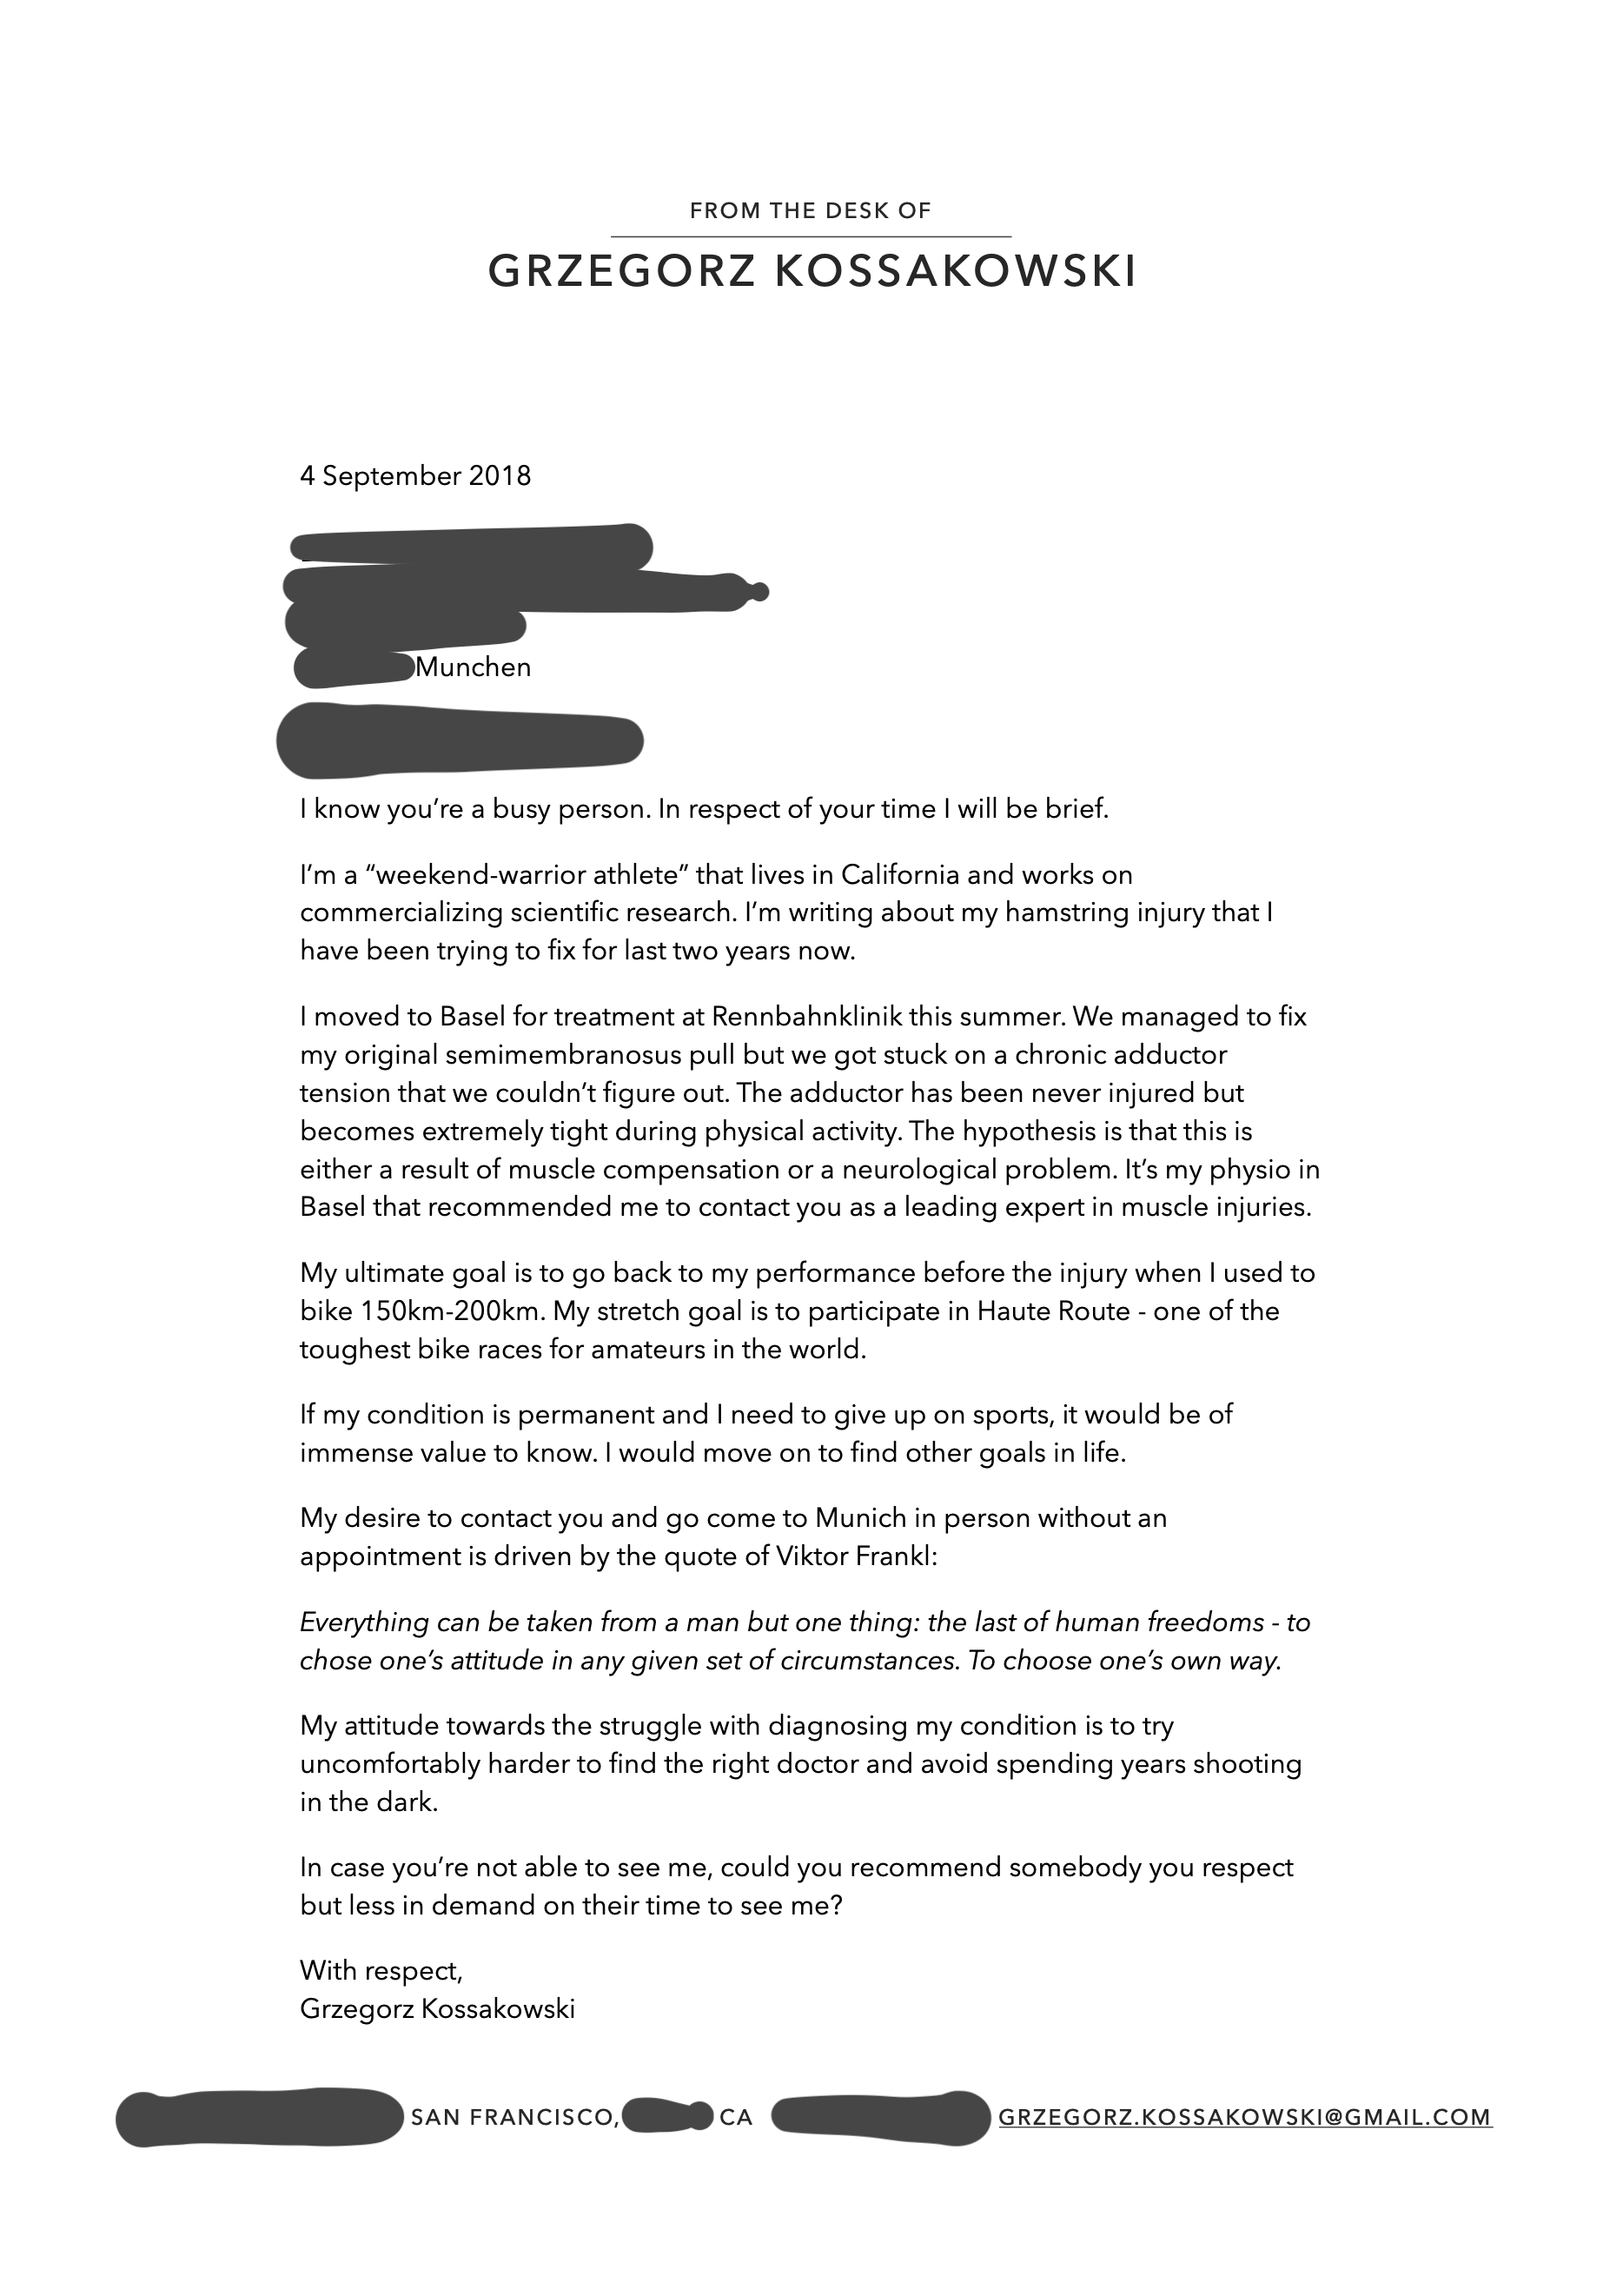 FROM THE DESK OF
GRZEGORZ KOSSAKOWSKI
4 September 2018
Munchen
I know you’re a busy person. In respect of your time I will be brief.
I’m a “weekend-warrior athlete” that lives in California and works on
commercializing scientific research. I’m writing about my hamstring injury that I
have been trying to fix for last two years now.
I moved to Basel for treatment at Rennbahnklinik this summer. We managed to fix
my original semimembranosus pull but we got stuck on a chronic adductor
tension that we couldn’t figure out. The adductor has been never injured but
becomes extremely tight during physical activity. The hypothesis is that this is
either a result of muscle compensation or a neurological problem. It’s my physio in
Basel that recommended me to contact you as a leading expert in muscle injuries.
My ultimate goal is to go back to my performance before the injury when I used to
bike 150km-200km. My stretch goal is to participate in Haute Route - one of the
toughest bike races for amateurs in the world.
If my condition is permanent and I need to give up on sports, it would be of
immense value to know. I would move on to find other goals in life.
My desire to contact you and go come to Munich in person without an
appointment is driven by the quote of Viktor Frankl:
Everything can be taken from a man but one thing: the last of human freedoms - to
chose one’s attitude in any given set of circumstances. To choose one’s own way.
My attitude towards the struggle with diagnosing my condition is to try
uncomfortably harder to find the right doctor and avoid spending years shooting
in the dark.
In case you’re not able to see me, could you recommend somebody you respect
but less in demand on their time to see me?
With respect,
Grzegorz Kossakowski
SAN FRANCISCO, CA GRZEGORZ.KOSSAKOWSKI@GMAIL.COM